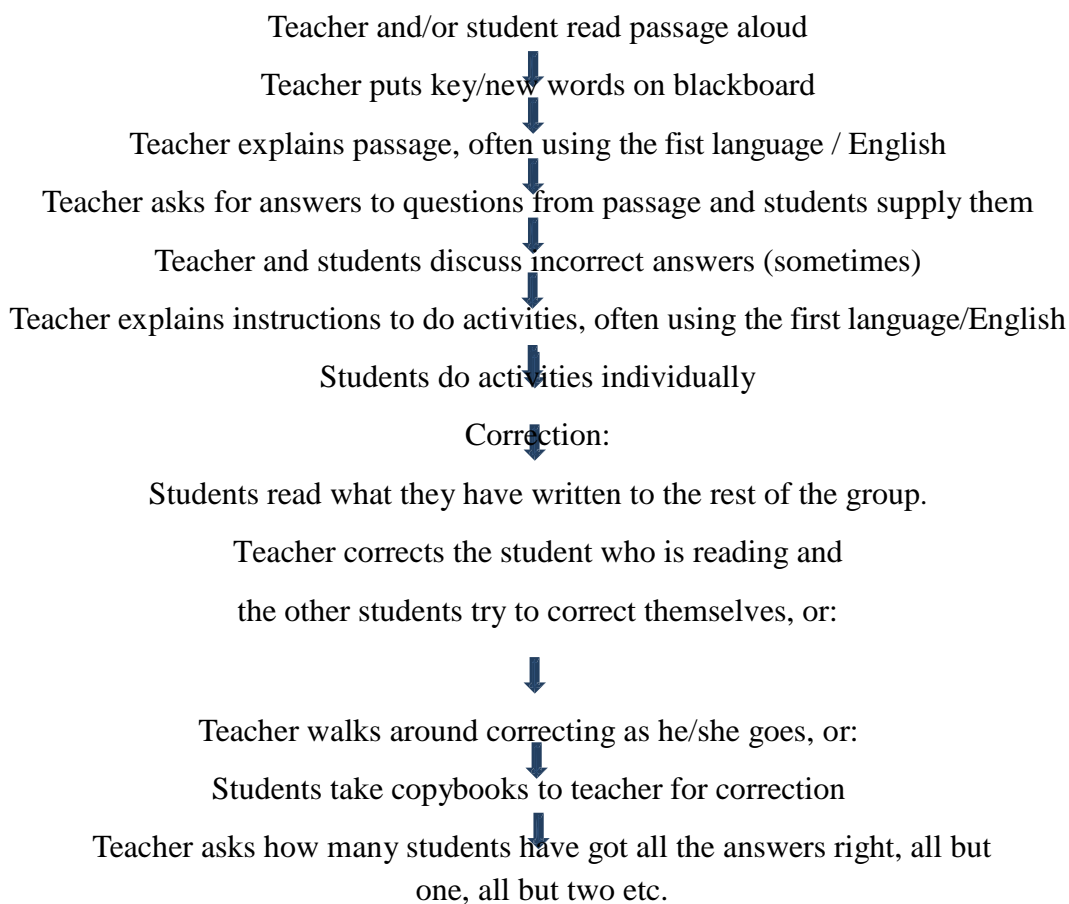 Teacher and/or student read passage aloud
Teacher puts key/new words on blackboard
Teacher explains passage, often using the fist language / English
Teacher asks for answers to questions from passage and students supply them
Teacher and students discuss incorrect answers (sometimes)
Teacher explains instructions to do activities, often using the first language/English
Students do activities individually
Correction:
Students read what they have written to the rest of the group.
Teacher corrects the student who is reading and
the other students try to correct themselves, or:
Teacher walks around correcting as he/she goes, or:
Students take copybooks to teacher for correction
Teacher asks how many students have got all the answers right, all but
one, all but two etc.